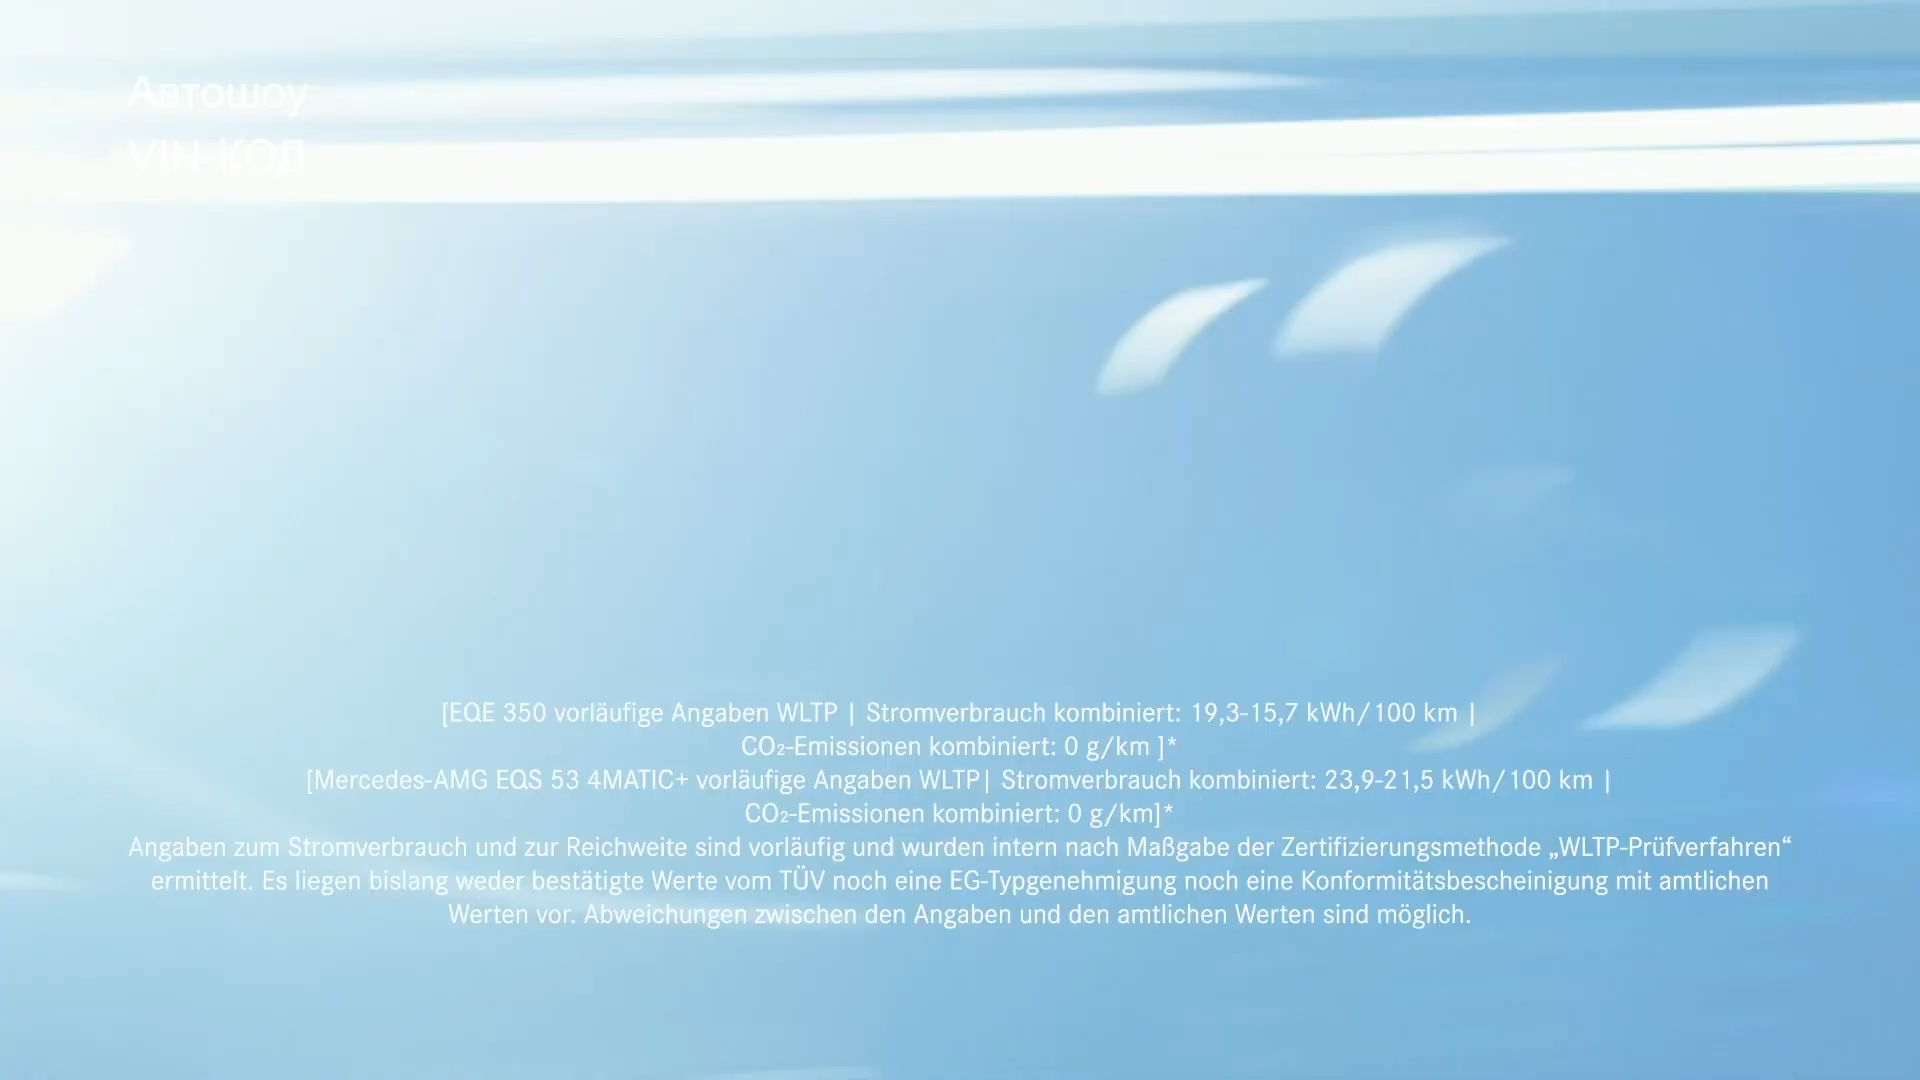 Автошоу
VIN КОД
[EQE 350 vorläufige Angaben WLTP | Stromverbrauch kombiniert: 19,3-15,7 kWh/100 km |
CO₂-Emissionen kombiniert: 0 g/km ]*
[Mercedes-AMG EQS 53 4MATIC+ vorläufige Angaben WLTP| Stromverbrauch kombiniert: 23,9-21,5 kWh/100 km |
CO₂-Emissionen kombiniert: 0 g/km]*
Angaben zum Stromverbrauch und zur Reichweite sind vorläufig und wurden intern nach Maßgabe der Zertifizierungsmethode „WLTP-Prüfverfahren“
ermittelt. Es liegen bislang weder bestätigte Werte vom TÜV noch eine EG-Typgenehmigung noch eine Konformitätsbescheinigung mit amtlichen
Werten vor. Abweichungen zwischen den Angaben und den amtlichen Werten sind möglich.